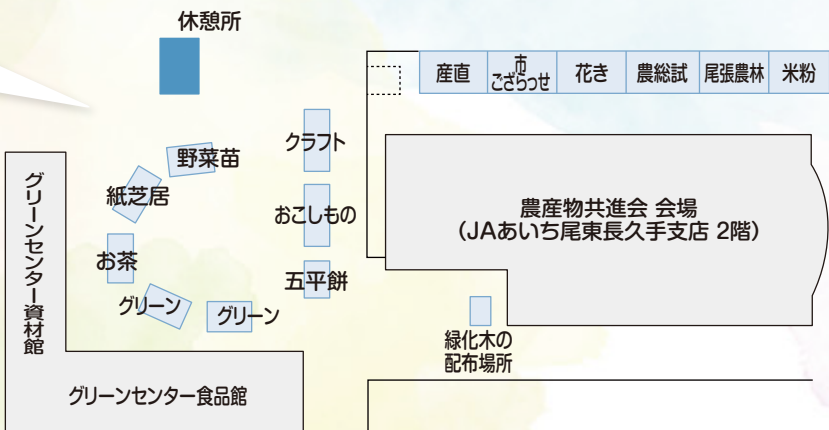 休憩所
産直
市
ござらっせ
花き
農総試
尾張農林
米粉
クラフト
野菜苗
紙芝居
おこしもの
お茶
五平餅
グリーン
グリーン
農産物共進会 会場
(JAあいち尾東長久手支店 2階)
緑化木の
配布場所
グリーンセンター資材館
グリーンセンター食品館